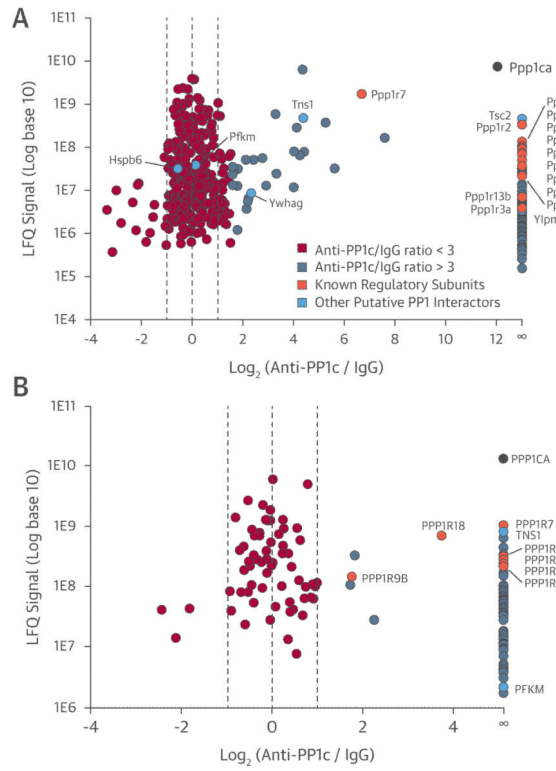 A
1E11
1E10
1E9
1E8
1E7
1E6
1E5
1E4
LFQ Signal (Log base 10)
Ppp1ca
Ppp1r7
Tns1
Tsc2
Ppp1r2
Pfkm
Hspb6
Ywhag
Ppp1r13b
Ppp1r3a
Anti-PP1c/IgG ratio < 3
Anti-PP1c/IgG ratio > 3
Known Regulatory Subunits
Other Putative PP1 Interactors
-4 -2 0 2 4 6 8 10 12 ∞
Log2 (Anti-PP1c / IgG)
B
1E11
1E10
1E9
1E8
1E7
1E6
LFQ Signal (Log base 10)
PPP1CA
PPP1R7
TNS1
PPP1R18
PPP1R
PPP1R
PPP1R
PPP1R
PPP1R9B
PFKM
-4 -2 0 2 4 ∞
Log2 (Anti-PP1c / IgG)